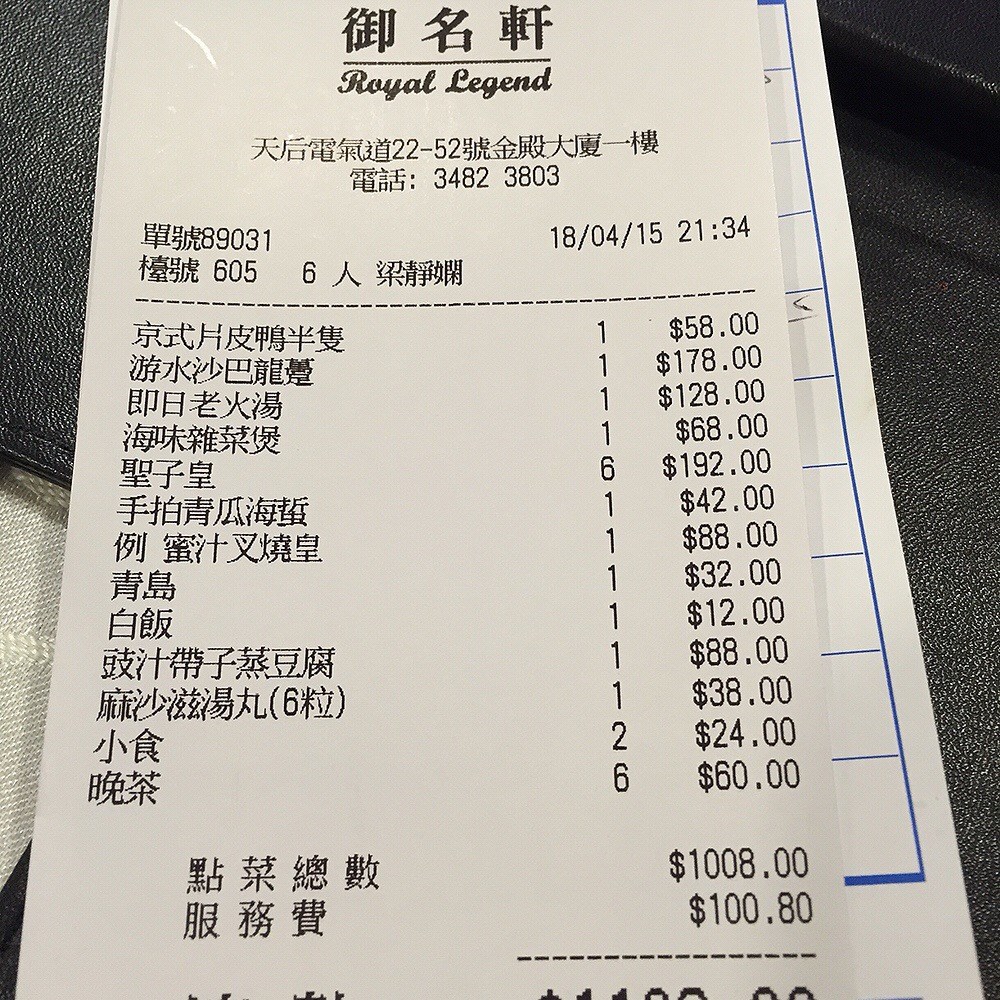 御名軒
Royal Legend
天后電氣道22-52號金殿大廈一樓
電話: 3482 3803
單號89031 18/04/15 21:34
檯號 605 6 人 梁靜嫻
京式片皮鴨半隻 1 $58.00
游水沙巴龍躉 1 $178.00
即日老火湯 1 $128.00
海味雜菜煲 1 $68.00
聖子皇 6 $192.00
手拍青瓜海蜇 1 $42.00
例 蜜汁叉燒皇 1 $88.00
青島 1 $32.00
白飯 1 $12.00
豉汁帶子蒸豆腐 1 $88.00
麻沙滋湯丸(6粒) 1 $38.00
小食 2 $24.00
晚茶 6 $60.00
點菜總數 $1008.00
服務費 $100.80